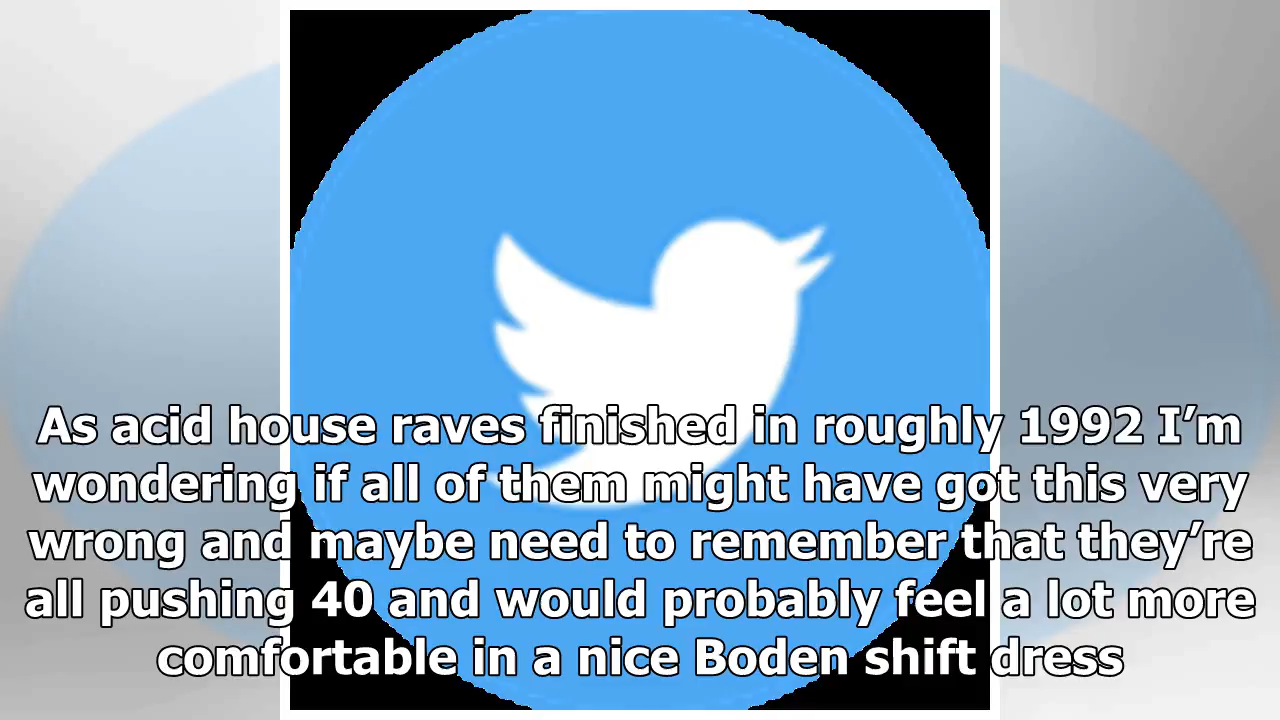 As acid house raves finished in roughly 1992 I’m
wondering if all of them might have got this very
wrong and maybe need to remember that they’re
all pushing 40 and would probably feel a lot more
comfortable in a nice Boden shift dress